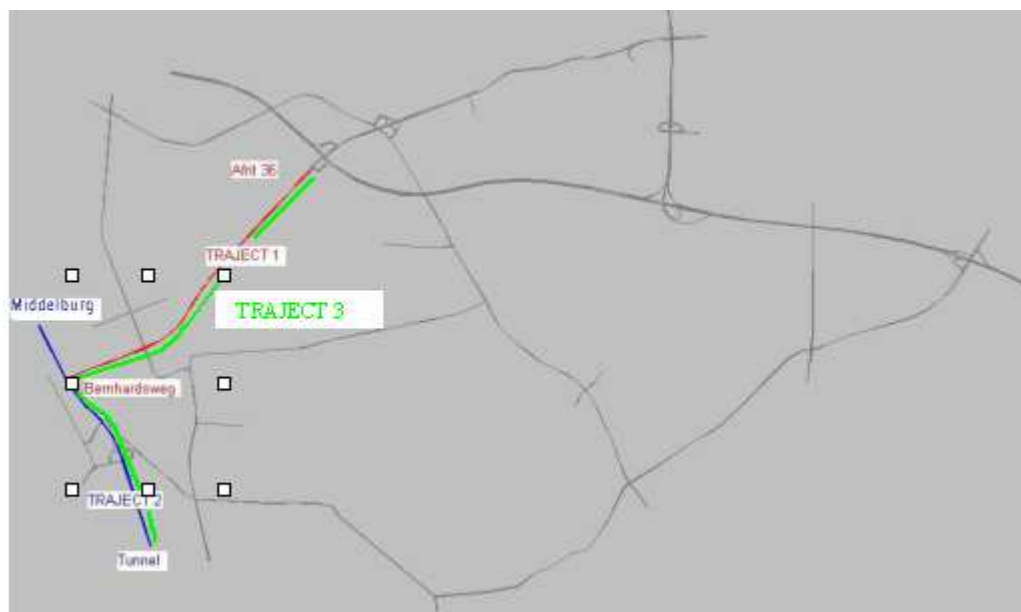 Afrit 36
TRAJECT 1
Middelburg
TRAJECT 3
Bernhardsweg
TRAJECT 2
Tunnel